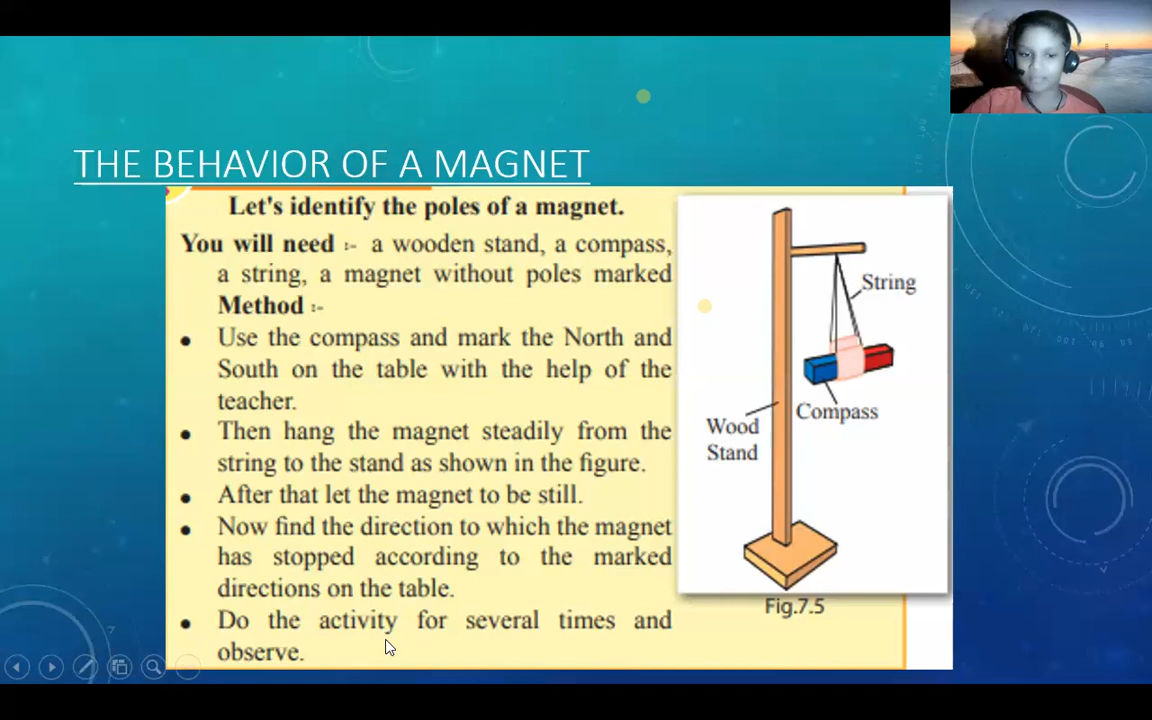 THE BEHAVIOR OF A MAGNET
Let's identify the poles of a magnet.
You will need :- a wooden stand, a compass,
a string, a magnet without poles marked
Method :-
• Use the compass and mark the North and
South on the table with the help of the
teacher.
• Then hang the magnet steadily from the
string to the stand as shown in the figure.
• After that let the magnet to be still.
• Now find the direction to which the magnet
has stopped according to the marked
directions on the table.
• Do the activity for several times and
observe.
String
Compass
Wood
Stand
Fig.7.5